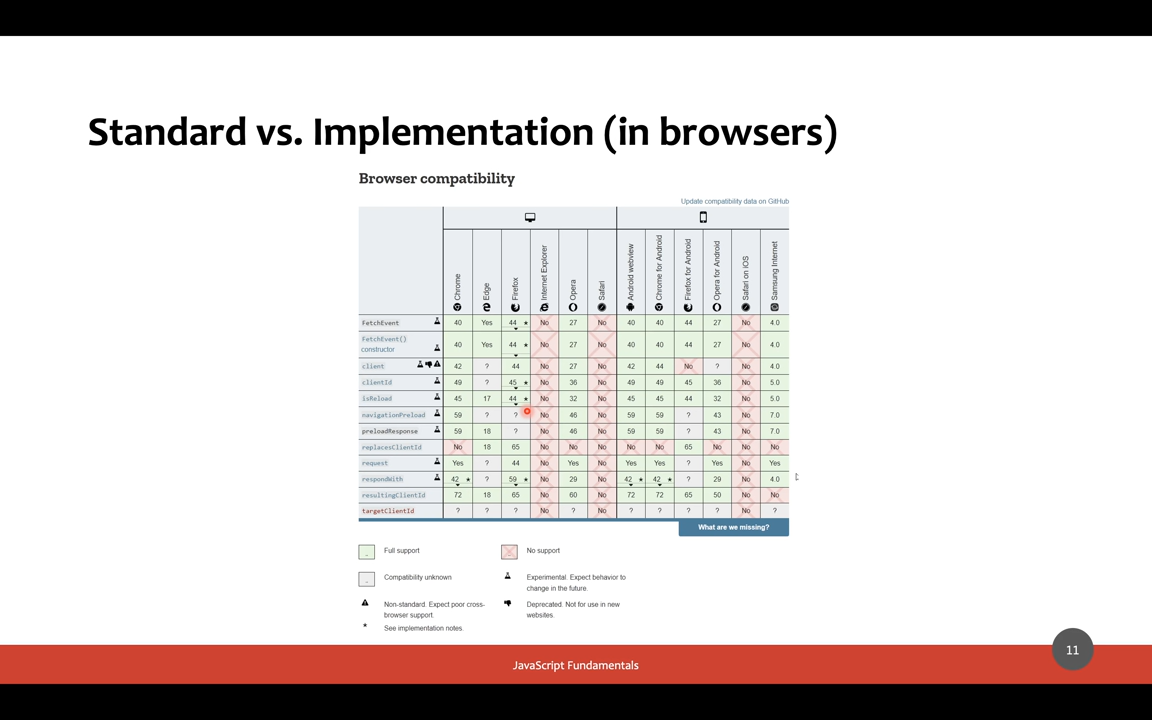 Standard vs. Implementation (in browsers)
Browser compatibility
Update compatibility data on GitHub
Chrome Edge Firefox Internet Explorer Opera Safari Android webview Chrome for Android Firefox for Android Opera for Android Safari on iOS Samsung Internet
FetchEvent 40 Yes 44 * No 27 No 40 40 44 27 No 4.0
FetchEvent()
constructor 40 Yes 44 * No 27 No 40 40 44 27 No 4.0
client 42 ? 44 No 27 No 42 44 No ? No 4.0
clientId 49 ? 45 * No 36 No 49 49 45 36 No 5.0
isReload 45 17 44 * No 32 No 45 45 44 32 No 5.0
navigationPreload 59 ? ? No 46 No 59 59 ? 43 No 7.0
preloadResponse 59 18 ? No 46 No 59 59 ? 43 No 7.0
replacesClientId No 18 65 No No No No No 65 No No No
request Yes ? 44 No Yes No Yes Yes ? Yes No Yes
respondWith 42 * ? 59 * No 29 No 42 * 42 * ? 29 No 4.0
resultingClientId 72 18 65 No 60 No 72 72 65 50 No No
targetClientId ? ? ? No ? No ? ? ? ? No ?
What are we missing?
Full support
No support
Compatibility unknown
Experimental. Expect behavior to
change in the future.
Non-standard. Expect poor cross-
browser support.
Deprecated. Not for use in new
websites.
* See implementation notes.
11
JavaScript Fundamentals